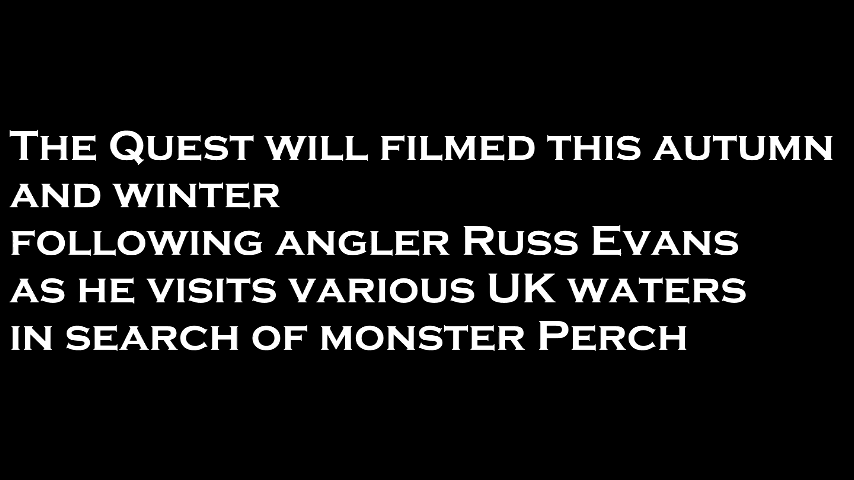 The Quest will filmed this autumn
and winter
following angler Russ Evans
as he visits various UK waters
in search of monster Perch